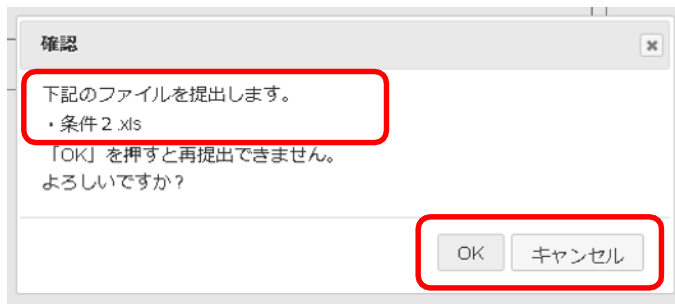 確認
下記のファイルを提出します。
・条件２.xls
「OK」を押すと再提出できません。
よろしいですか？
OK キャンセル